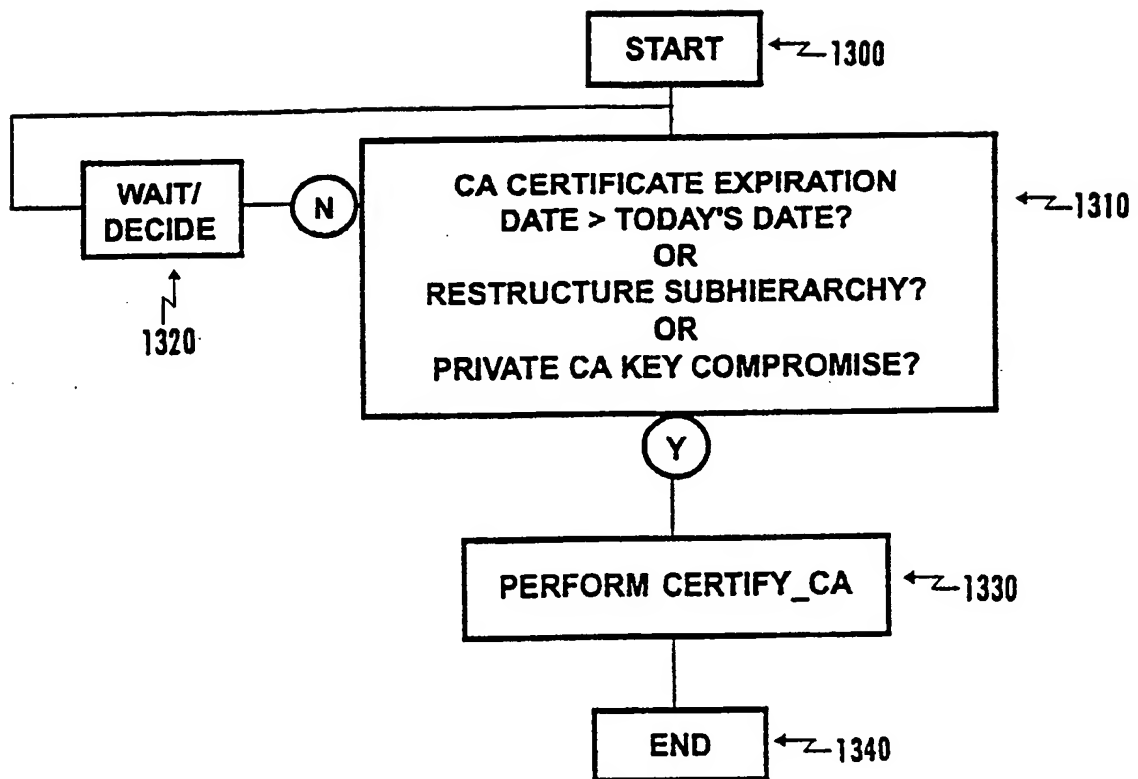 START
1300
CA CERTIFICATE EXPIRATION
DATE > TODAY'S DATE?
OR
RESTRUCTURE SUBHIERARCHY?
OR
PRIVATE CA KEY COMPROMISE?
1310
N
WAIT/
DECIDE
1320
Y
PERFORM CERTIFY_CA
1330
END
1340